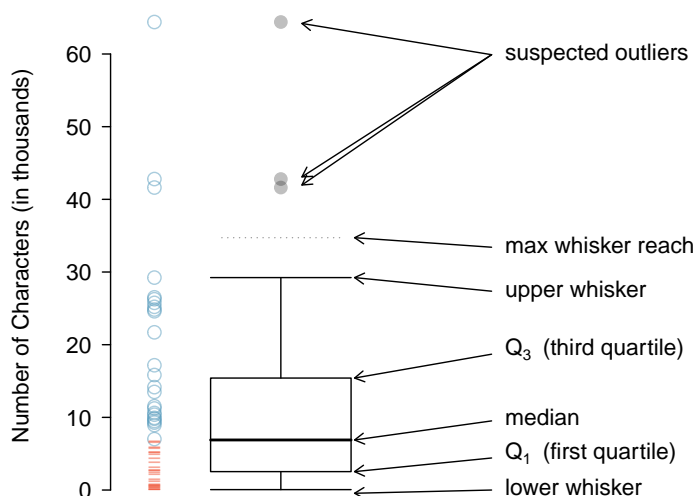 Number of Characters (in thousands)
60
50
40
30
20
10
0
suspected outliers
max whisker reach
upper whisker
Q₃ (third quartile)
median
Q₁ (first quartile)
lower whisker